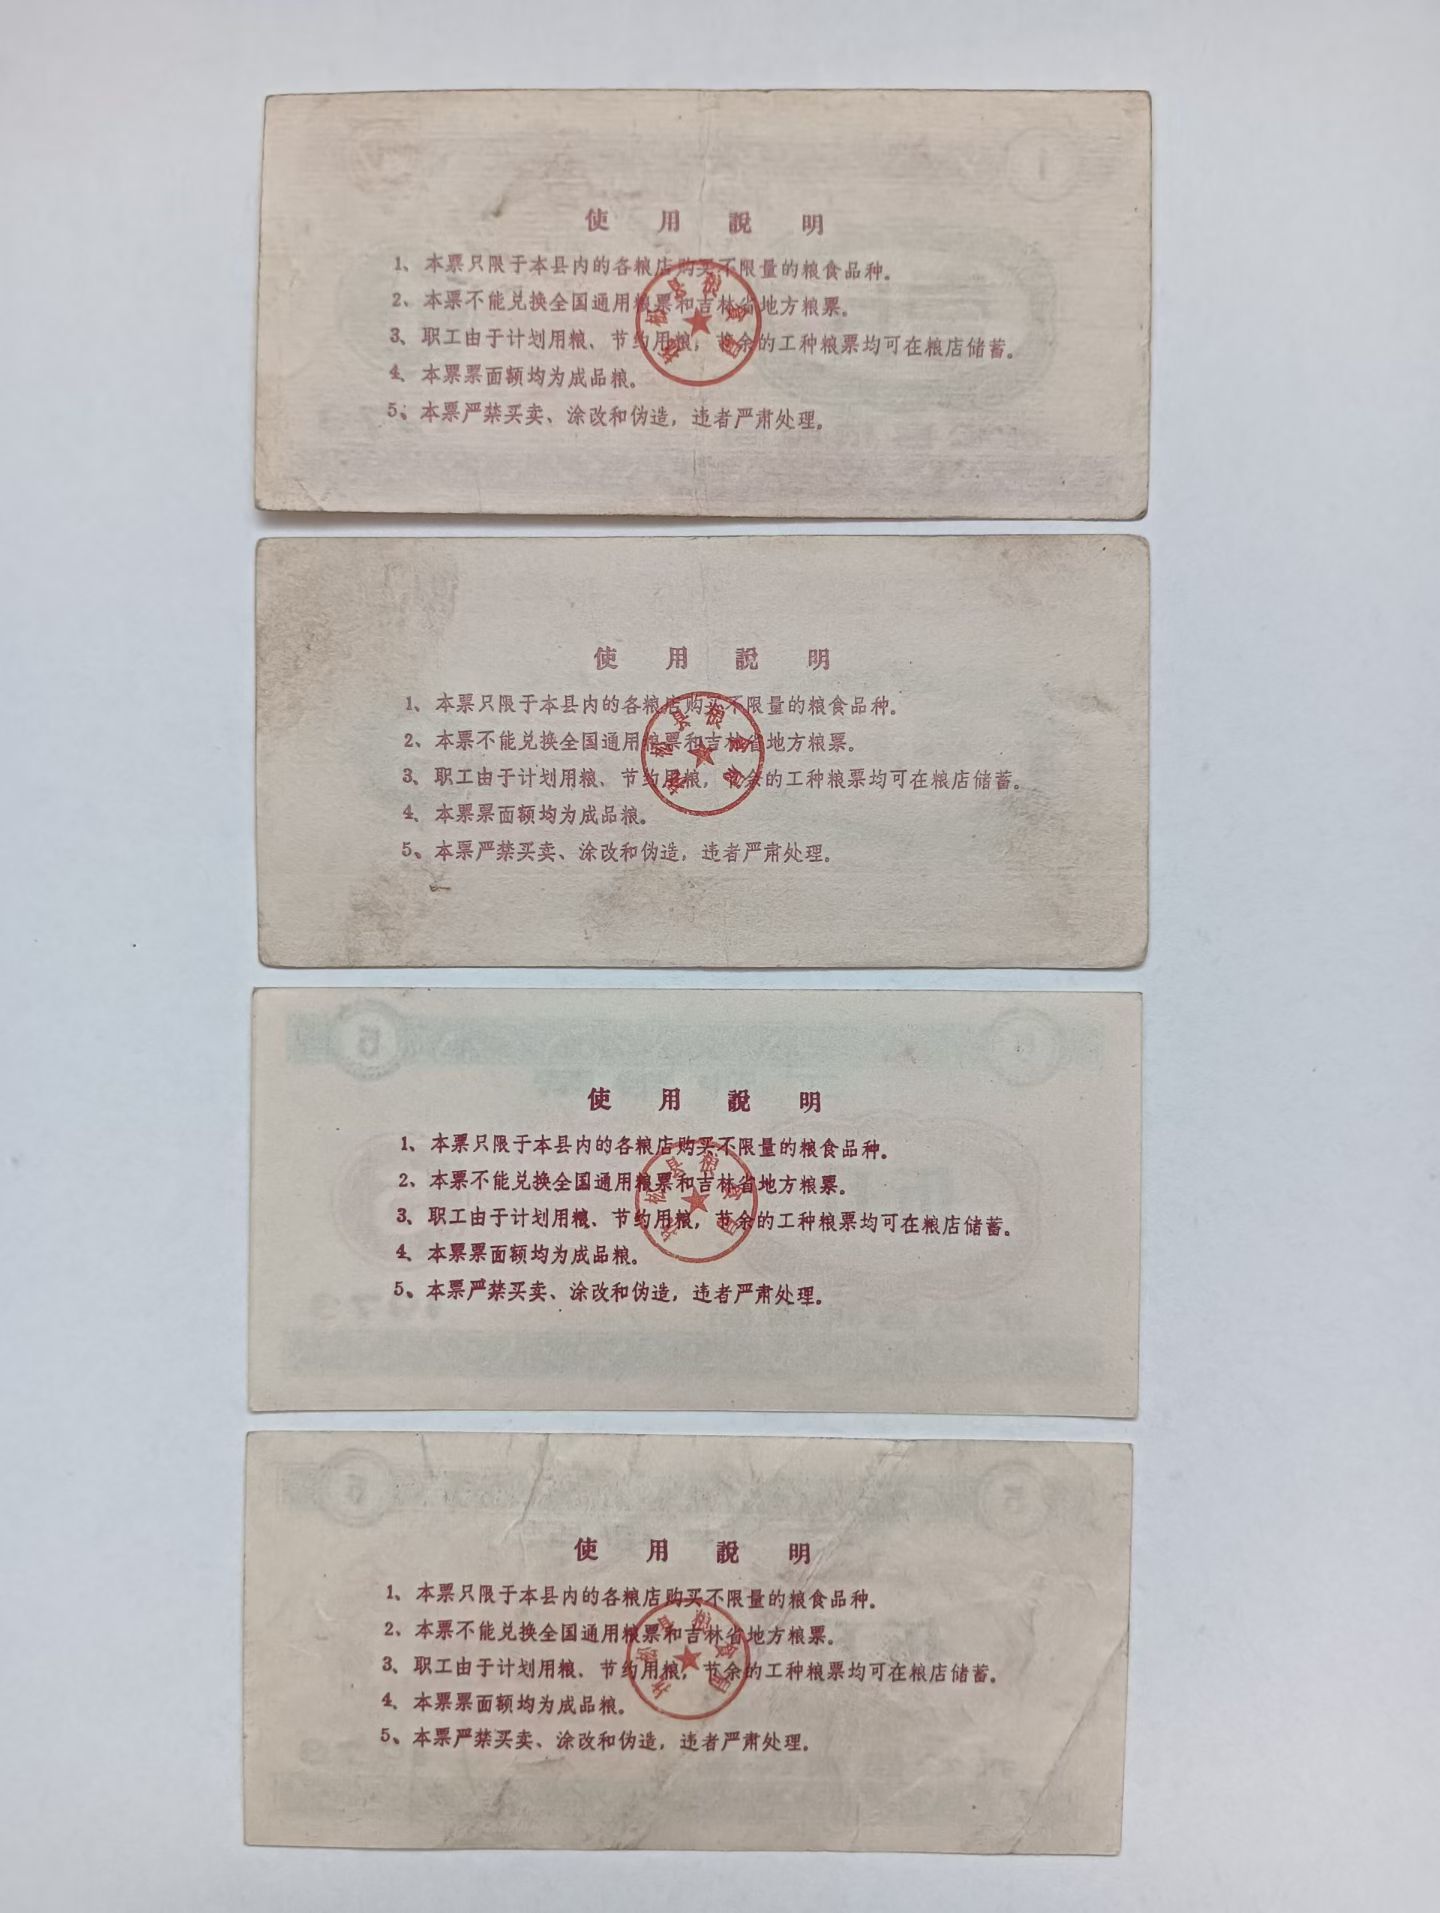 使用說明
1、本票只限于本县内的各粮店购买不限量的粮食品种。
2、本票不能兑换全国通用粮票和吉林省地方粮票。
3、职工由于计划用粮、节约用粮，节余的工种粮票均可在粮店储蓄。
4、本票票面额均为成品粮。
5、本票严禁买卖、涂改和伪造，违者严肃处理。
使用說明
1、本票只限于本县内的各粮店购买不限量的粮食品种。
2、本票不能兑换全国通用粮票和吉林省地方粮票。
3、职工由于计划用粮、节约用粮，节余的工种粮票均可在粮店储蓄。
4、本票票面额均为成品粮。
5、本票严禁买卖、涂改和伪造，违者严肃处理。
使用說明
1、本票只限于本县内的各粮店购买不限量的粮食品种。
2、本票不能兑换全国通用粮票和吉林省地方粮票。
3、职工由于计划用粮、节约用粮，节余的工种粮票均可在粮店储蓄。
4、本票票面额均为成品粮。
5、本票严禁买卖、涂改和伪造，违者严肃处理。
使用說明
1、本票只限于本县内的各粮店购买不限量的粮食品种。
2、本票不能兑换全国通用粮票和吉林省地方粮票。
3、职工由于计划用粮、节约用粮，节余的工种粮票均可在粮店储蓄。
4、本票票面额均为成品粮。
5、本票严禁买卖、涂改和伪造，违者严肃处理。